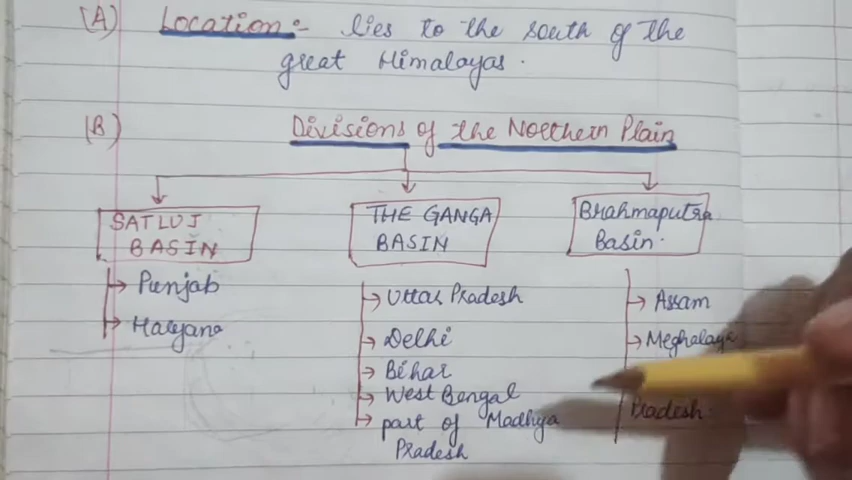 (A) Location:- lies to the south of the
great Himalayas.
(B) Divisions of the Northern Plain
SATLUJ
BASIN
Punjab
Haryana
THE GANGA
BASIN
Uttar Pradesh
Delhi
Bihar
West Bengal
part of Madhya
Pradesh
Brahmaputra
Basin.
Assam
Meghalaya
Pradesh.